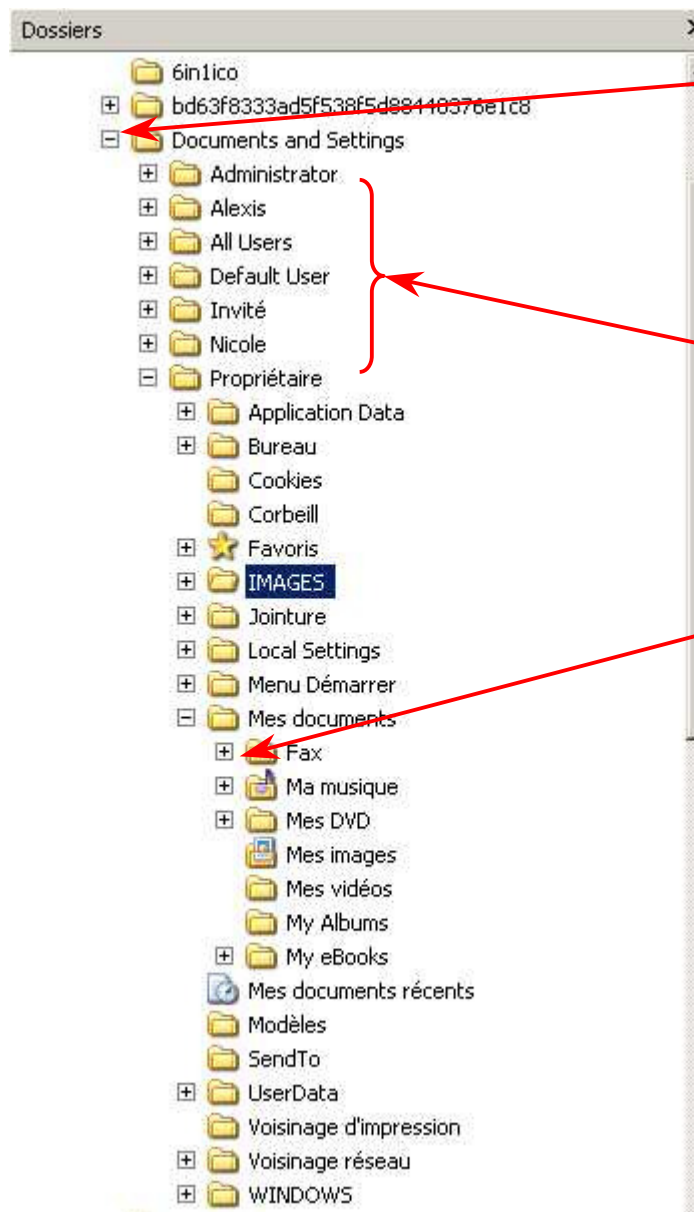 Dossiers
6in1ico
bd63f8333ad5f538f5d88448376e1c8
Documents and Settings
Administrator
Alexis
All Users
Default User
Invité
Nicole
Propriétaire
Application Data
Bureau
Cookies
Corbeill
Favoris
IMAGES
Jointure
Local Settings
Menu Démarrer
Mes documents
Fax
Ma musique
Mes DVD
Mes images
Mes vidéos
My Albums
My eBooks
Mes documents récents
Modèles
SendTo
UserData
Voisinage d'impression
Voisinage réseau
WINDOWS